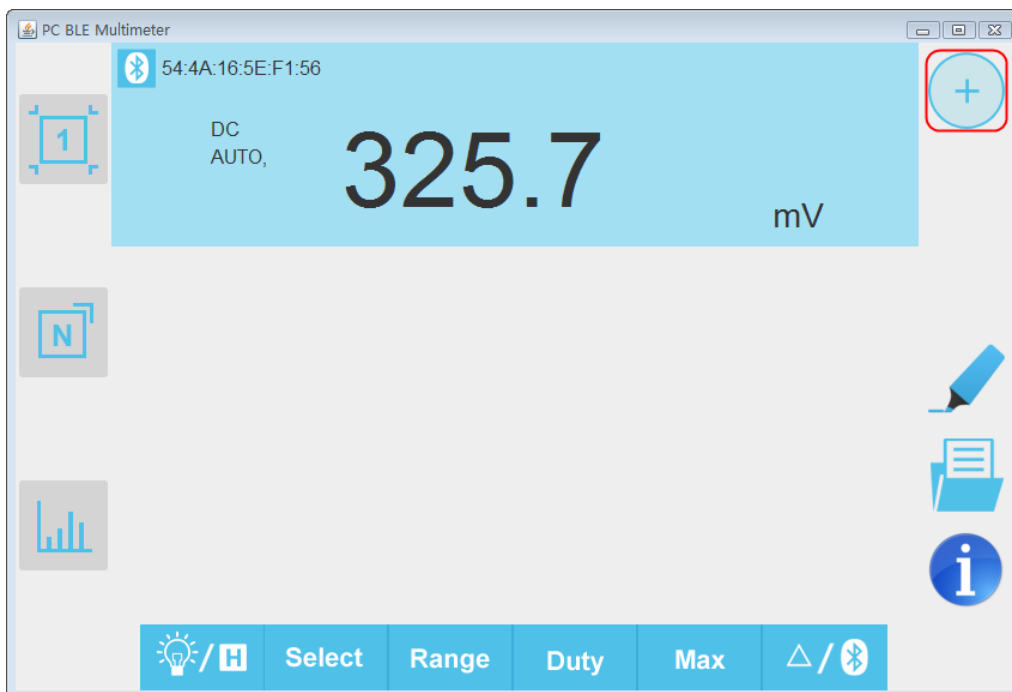 PC BLE Multimeter
54:4A:16:5E:F1:56
DC
AUTO,
325.7
mV
1
N
+
i
/ H
Select
Range
Duty
Max
△ /